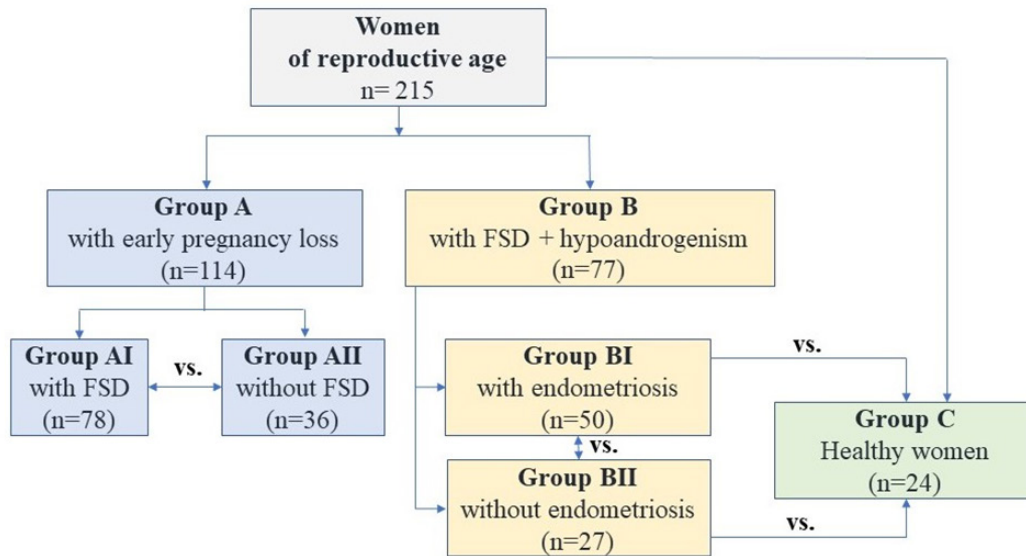 Women
of reproductive age
n= 215
Group A
with early pregnancy loss
(n=114)
Group B
with FSD + hypoandrogenism
(n=77)
Group AI
with FSD
(n=78)
vs.
Group AII
without FSD
(n=36)
Group BI
with endometriosis
(n=50)
vs.
vs.
Group BII
without endometriosis
(n=27)
vs.
Group C
Healthy women
(n=24)